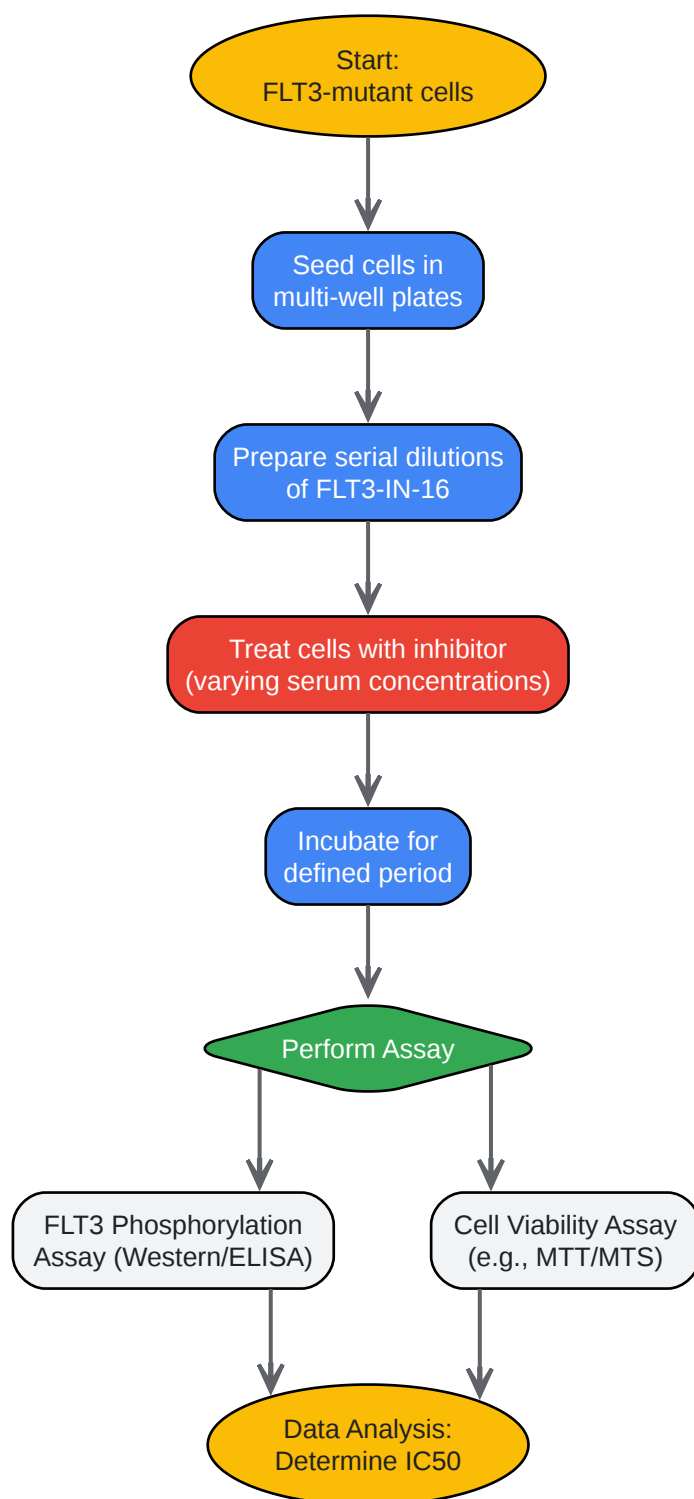 Start:
FLT3-mutant cells
Seed cells in
multi-well plates
Prepare serial dilutions
of FLT3-IN-16
Treat cells with inhibitor
(varying serum concentrations)
Incubate for
defined period
Perform Assay
FLT3 Phosphorylation
Assay (Western/ELISA)
Cell Viability Assay
(e.g., MTT/MTS)
Data Analysis:
Determine IC50